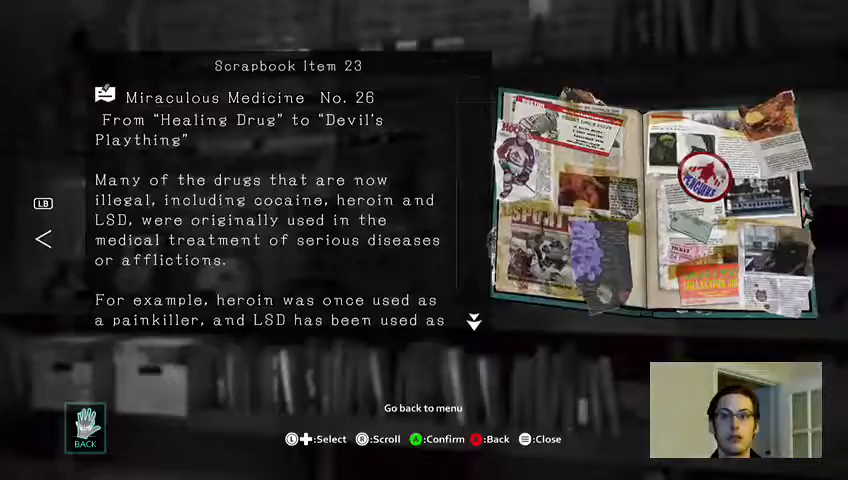 Scrapbook Item 23
Miraculous Medicine No. 26
From "Healing Drug" to "Devil's
Plaything"
Many of the drugs that are now
illegal, including cocaine, heroin and
LSD, were originally used in the
medical treatment of serious diseases
or afflictions.
For example, heroin was once used as
a painkiller, and LSD has been used as
LB
PENGUINS
Go back to menu
BACK
L :Select R :Scroll A :Confirm B :Back :Close